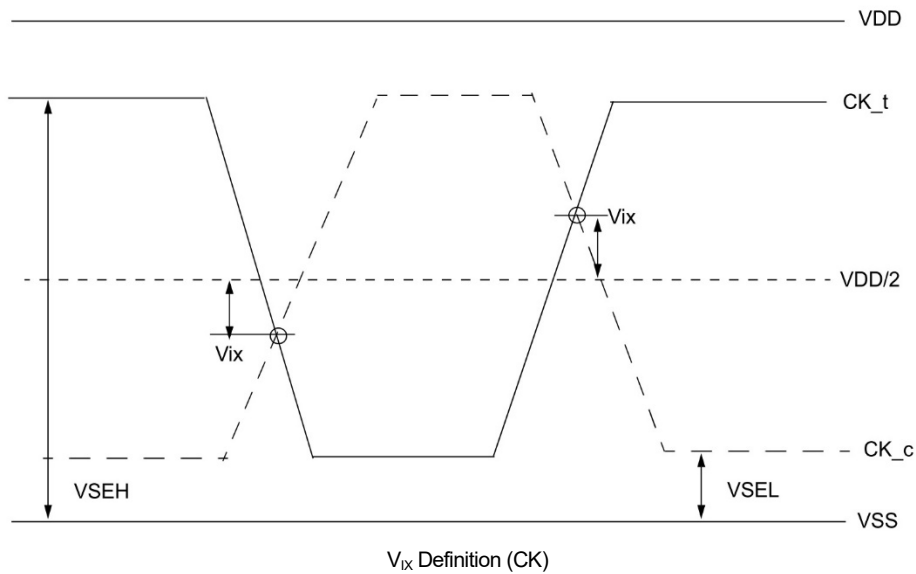 VDD
CK_t
Vix
VDD/2
Vix
CK_c
VSEH
VSEL
VSS
VIX Definition (CK)